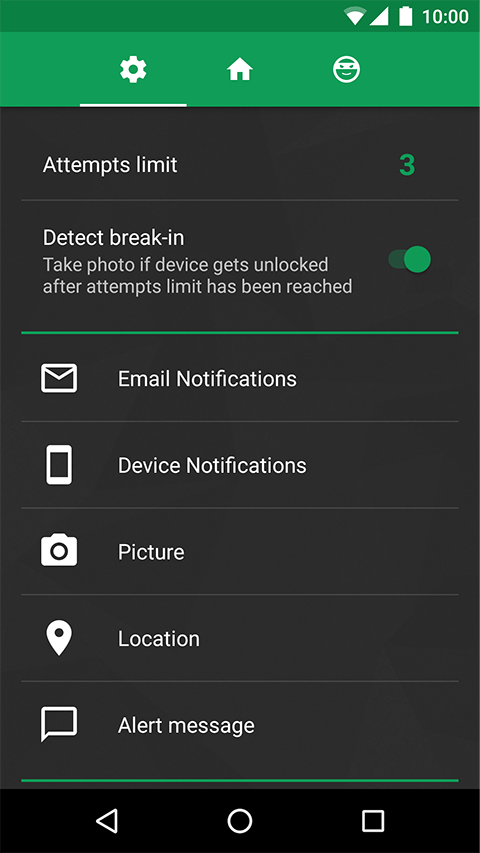 10:00
Attempts limit 3
Detect break-in
Take photo if device gets unlocked
after attempts limit has been reached
Email Notifications
Device Notifications
Picture
Location
Alert message